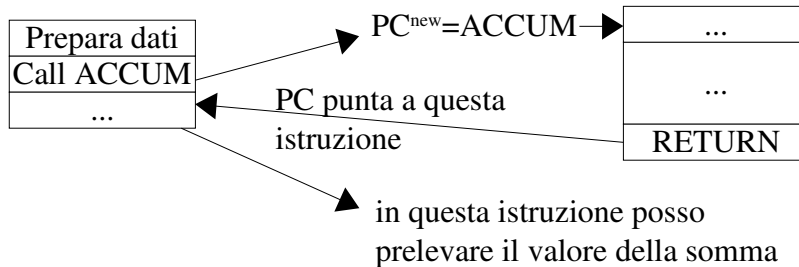 Prepara dati
Call ACCUM
...
PCnew=ACCUM
...
...
RETURN
PC punta a questa
istruzione
in questa istruzione posso
prelevare il valore della somma